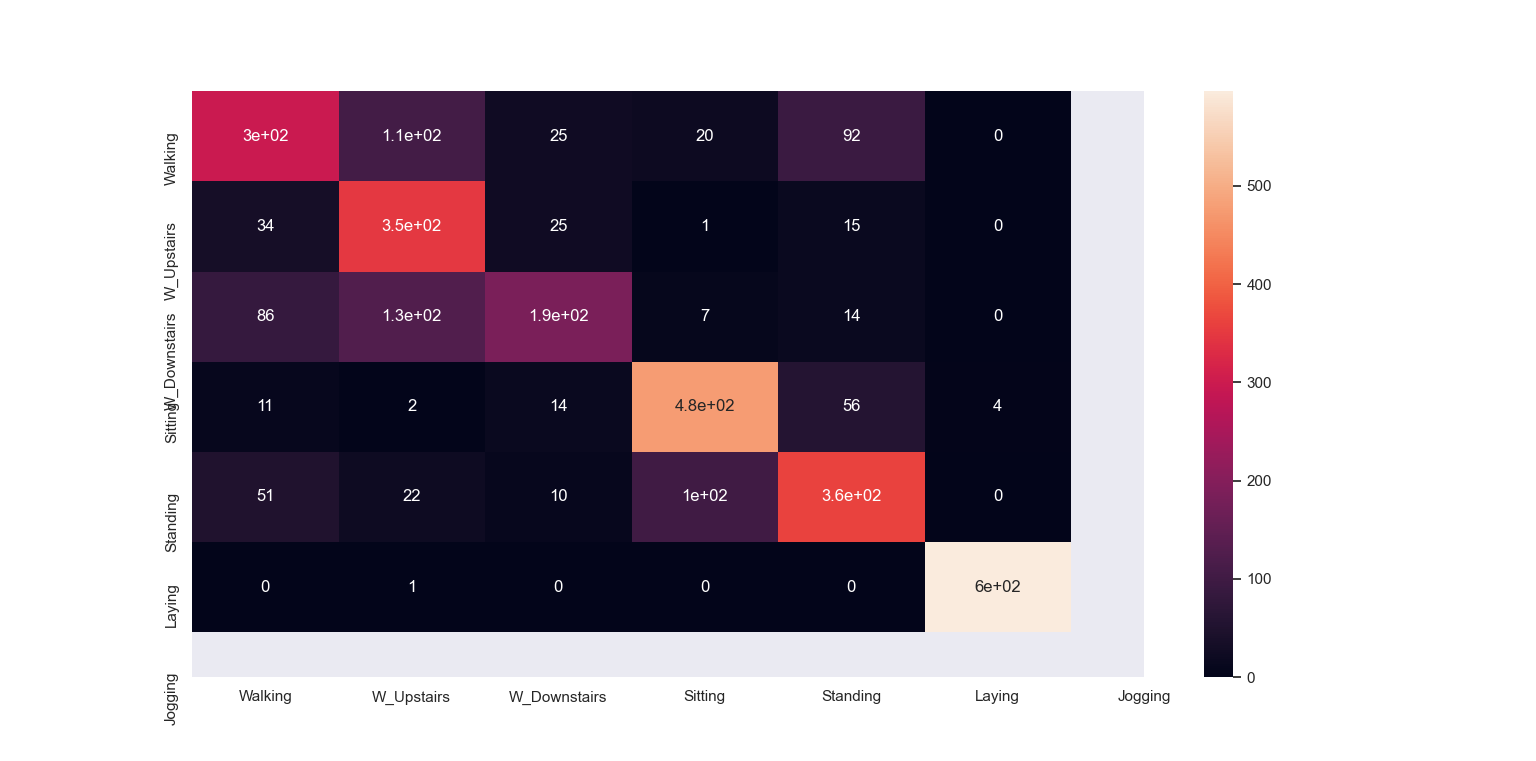 Walking 3e+02 1.1e+02 25 20 92 0
W_Upstairs 34 3.5e+02 25 1 15 0
W_Downstairs 86 1.3e+02 1.9e+02 7 14 0
Sitting 11 2 14 4.8e+02 56 4
Standing 51 22 10 1e+02 3.6e+02 0
Laying 0 1 0 0 0 6e+02
Jogging
Walking W_Upstairs W_Downstairs Sitting Standing Laying Jogging
500
400
300
200
100
0